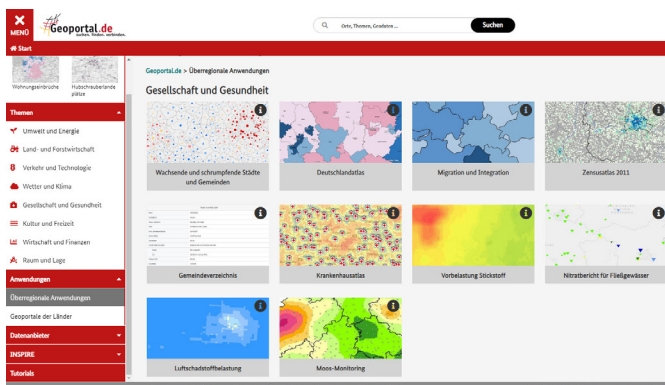 MENÜ
Geoportal.de
suchen. finden. verbinden.
Orte, Themen, Geodaten ...
Suchen
Start
Wohnungseinbrüche
Hubschrauberlande
plätze
Themen
Umwelt und Energie
Land- und Forstwirtschaft
Verkehr und Technologie
Wetter und Klima
Gesellschaft und Gesundheit
Kultur und Freizeit
Wirtschaft und Finanzen
Raum und Lage
Anwendungen
Überregionale Anwendungen
Geoportale der Länder
Datenanbieter
INSPIRE
Tutorials
Geoportal.de > Überregionale Anwendungen
Gesellschaft und Gesundheit
Wachsende und schrumpfende Städte
und Gemeinden
Deutschlandatlas
Migration und Integration
Zensusatlas 2011
Gemeindeverzeichnis
Krankenhausatlas
Vorbelastung Stickstoff
Nitratbericht für Fließgewässer
Luftschadstoffbelastung
Moos-Monitoring